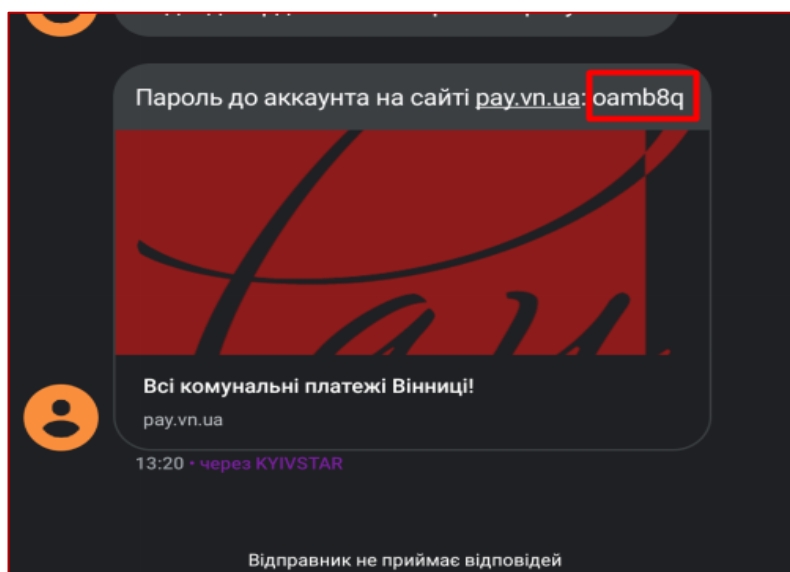 Пароль до аккаунта на сайті pay.vn.ua: oamb8q
Pay
Всі комунальні платежі Вінниці!
pay.vn.ua
13:20 • через KYIVSTAR
Відправник не приймає відповідей